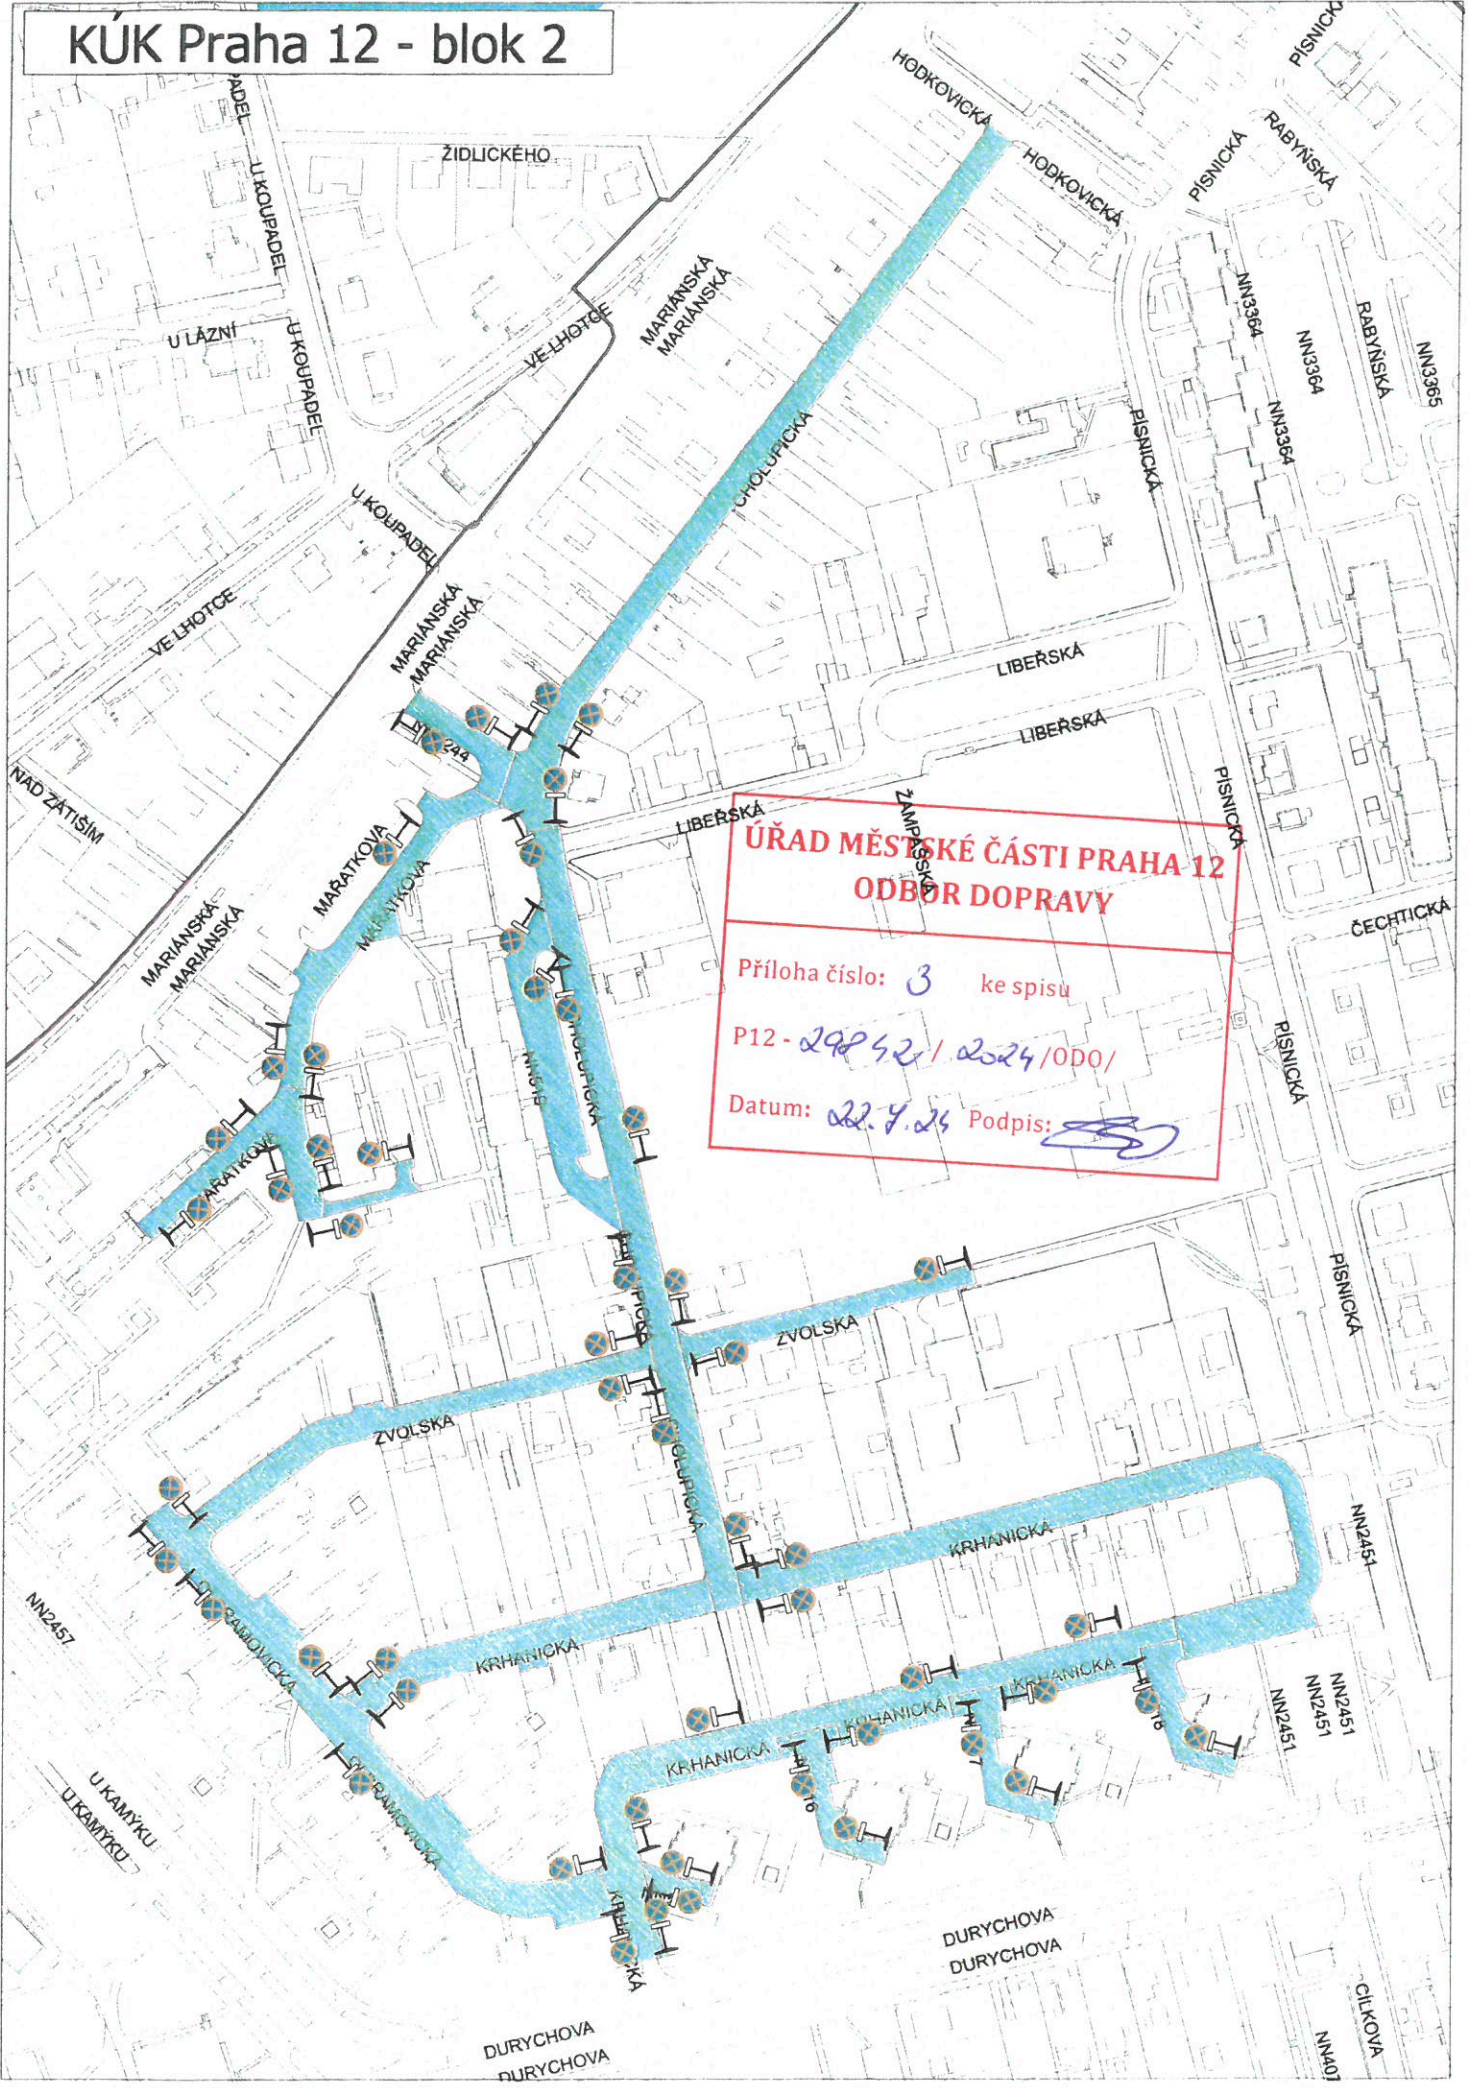 KÚK Praha 12 - blok 2
HODKOVICKÁ
PÍSNICKÁ
RABYŇSKÁ
PÍSNICKÁ
HODKOVICKÁ
ŽIDLICKÉHO
U KOUPADEL
U LÁZNÍ
U KOUPADEL
VE LHOTCE
MARIÁNSKÁ
MARIÁNSKÁ
NN3364
NN3364
RABYŇSKÁ
NN3365
NN3364
PÍSNICKÁ
CHOLUPICKÁ
U KOUPADEL
VE LHOTCE
MARIÁNSKÁ
MARIÁNSKÁ
LIBEŘSKÁ
LIBEŘSKÁ
NAD ZÁTIŠÍM
PÍSNICKÁ
LIBEŘSKÁ
ŽAMPAŠSKÁ
MAŘATKOVA
MAŘATKOVA
MARIÁNSKÁ
MARIÁNSKÁ
ČECHTICKÁ
ÚŘAD MĚSTSKÉ ČÁSTI PRAHA 12
ODBOR DOPRAVY
Příloha číslo: 3 ke spisu
P12 - 29842 / 2024 /ODO/
Datum: 22.7.24 Podpis:
PÍSNICKÁ
PÍSNICKÁ
ZVOLSKÁ
ZVOLSKÁ
KRHANICKÁ
NN2451
NN2457
KRHANICKÁ
KRHANICKÁ
KRHANICKÁ
KRHANICKÁ
NN2451
NN2451
NN2451
U KAMÝKU
U KAMÝKU
DURYCHOVA
DURYCHOVA
CÍLKOVA
DURYCHOVA
DURYCHOVA